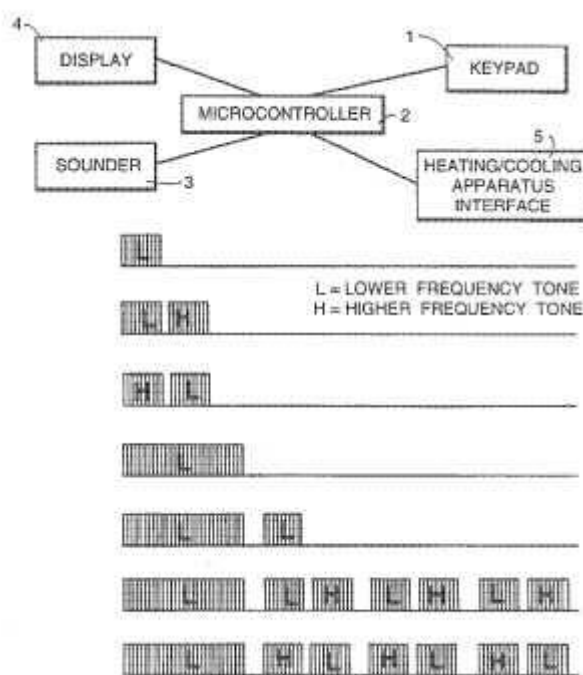 4
DISPLAY
1
KEYPAD
MICROCONTROLLER
2
SOUNDER
3
5
HEATING/COOLING
APPARATUS
INTERFACE
L
L = LOWER FREQUENCY TONE
H = HIGHER FREQUENCY TONE
L H
H L
L
L L
L L H L H L H
L H L H L H L